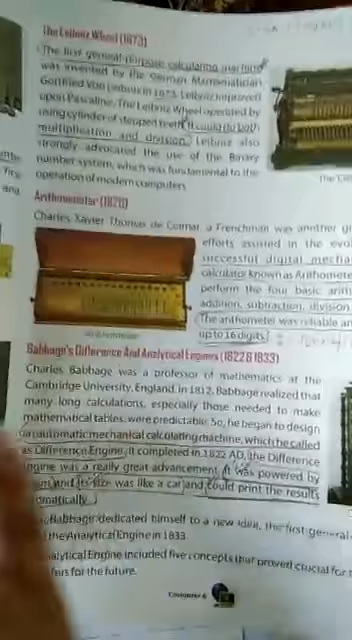 The Leibniz Wheel (1673)
The first general-purpose calculating machine
was invented by the German Mathematician
Gottfried Von Leibniz in 1673. Leibniz improved
upon Pascaline. The Leibniz Wheel operated by
using cylinder of stepped teeth. It could do both
multiplication and division. Leibniz also
strongly advocated the use of the Binary
number system, which was fundamental to the
operation of modern computers.
Arithmometer (1820)
Charles Xavier Thomas de Colmar, a Frenchman was another
efforts assisted in the
successful digital
calculator known as
perform the four basic
addition, subtraction, division
The arithometer was reliable
up to 16 digits.
Babbage's Difference And Analytical Engines (1822 & 1833)
Charles Babbage was a professor of mathematics at the
Cambridge University, England. In 1812, Babbage realized that
many long calculations, especially those needed to make
mathematical tables, were predictable. So, he began to design
automatic mechanical calculating machine, which he called
as Difference Engine. It completed in 1822 AD, the Difference
was a really great advancement. It was powered by
and its size was like a car and could print the results
Babbage dedicated himself to a new idea, the first
the Analytical Engine in 1833
Engine included five concepts that proved crucial for
for the future.
Computer 6